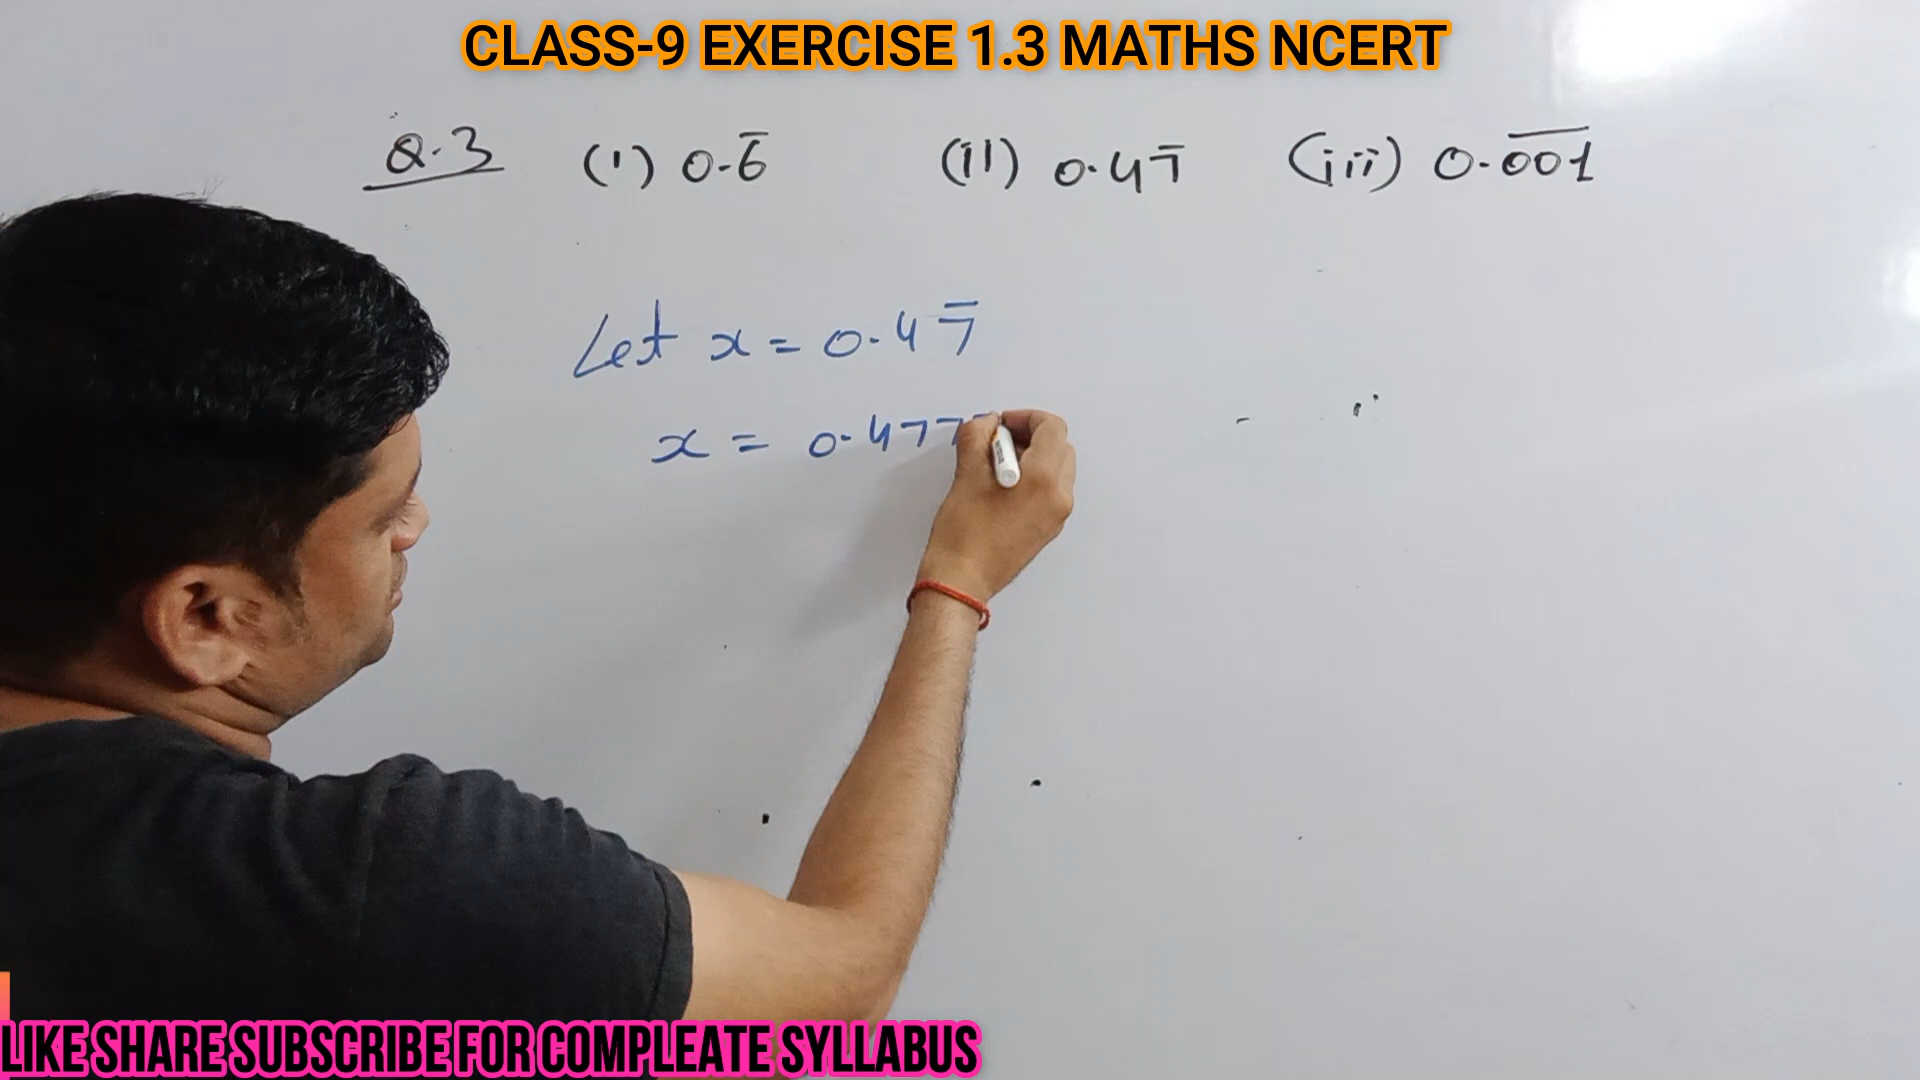 CLASS-9 EXERCISE 1.3 MATHS NCERT
Q.3 (i) 0.6̅ (ii) 0.47̅ (iii) 0.0̅0̅1̅
Let x = 0.47̅
x = 0.477
LIKE SHARE SUBSCRIBE FOR COMPLEATE SYLLABUS